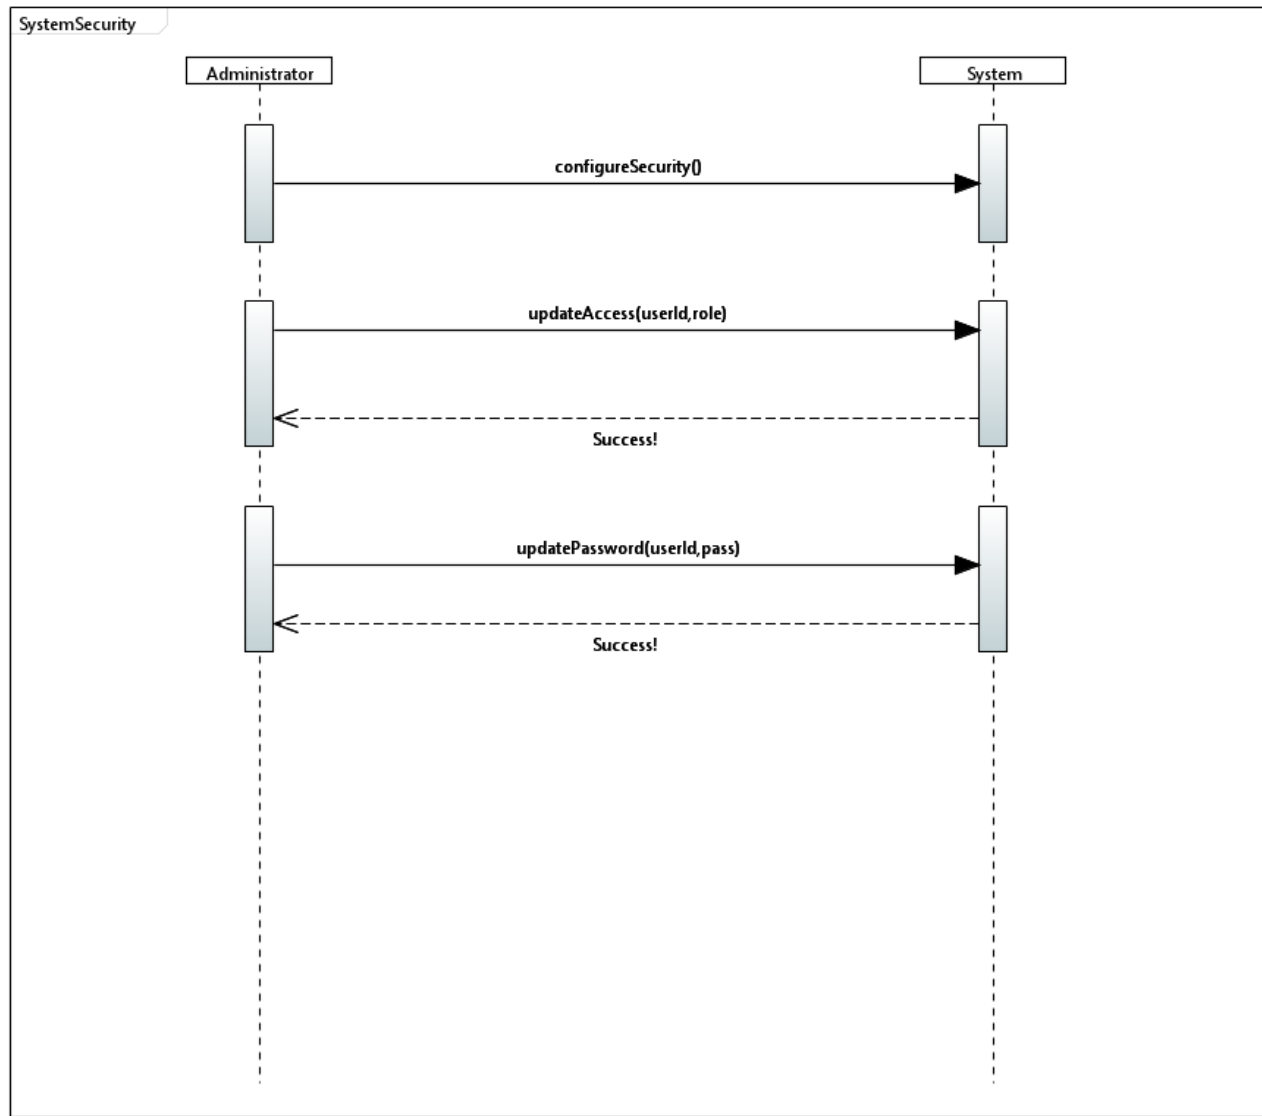 SystemSecurity
Administrator
System
configureSecurity()
updateAccess(userId,role)
Success!
updatePassword(userId,pass)
Success!